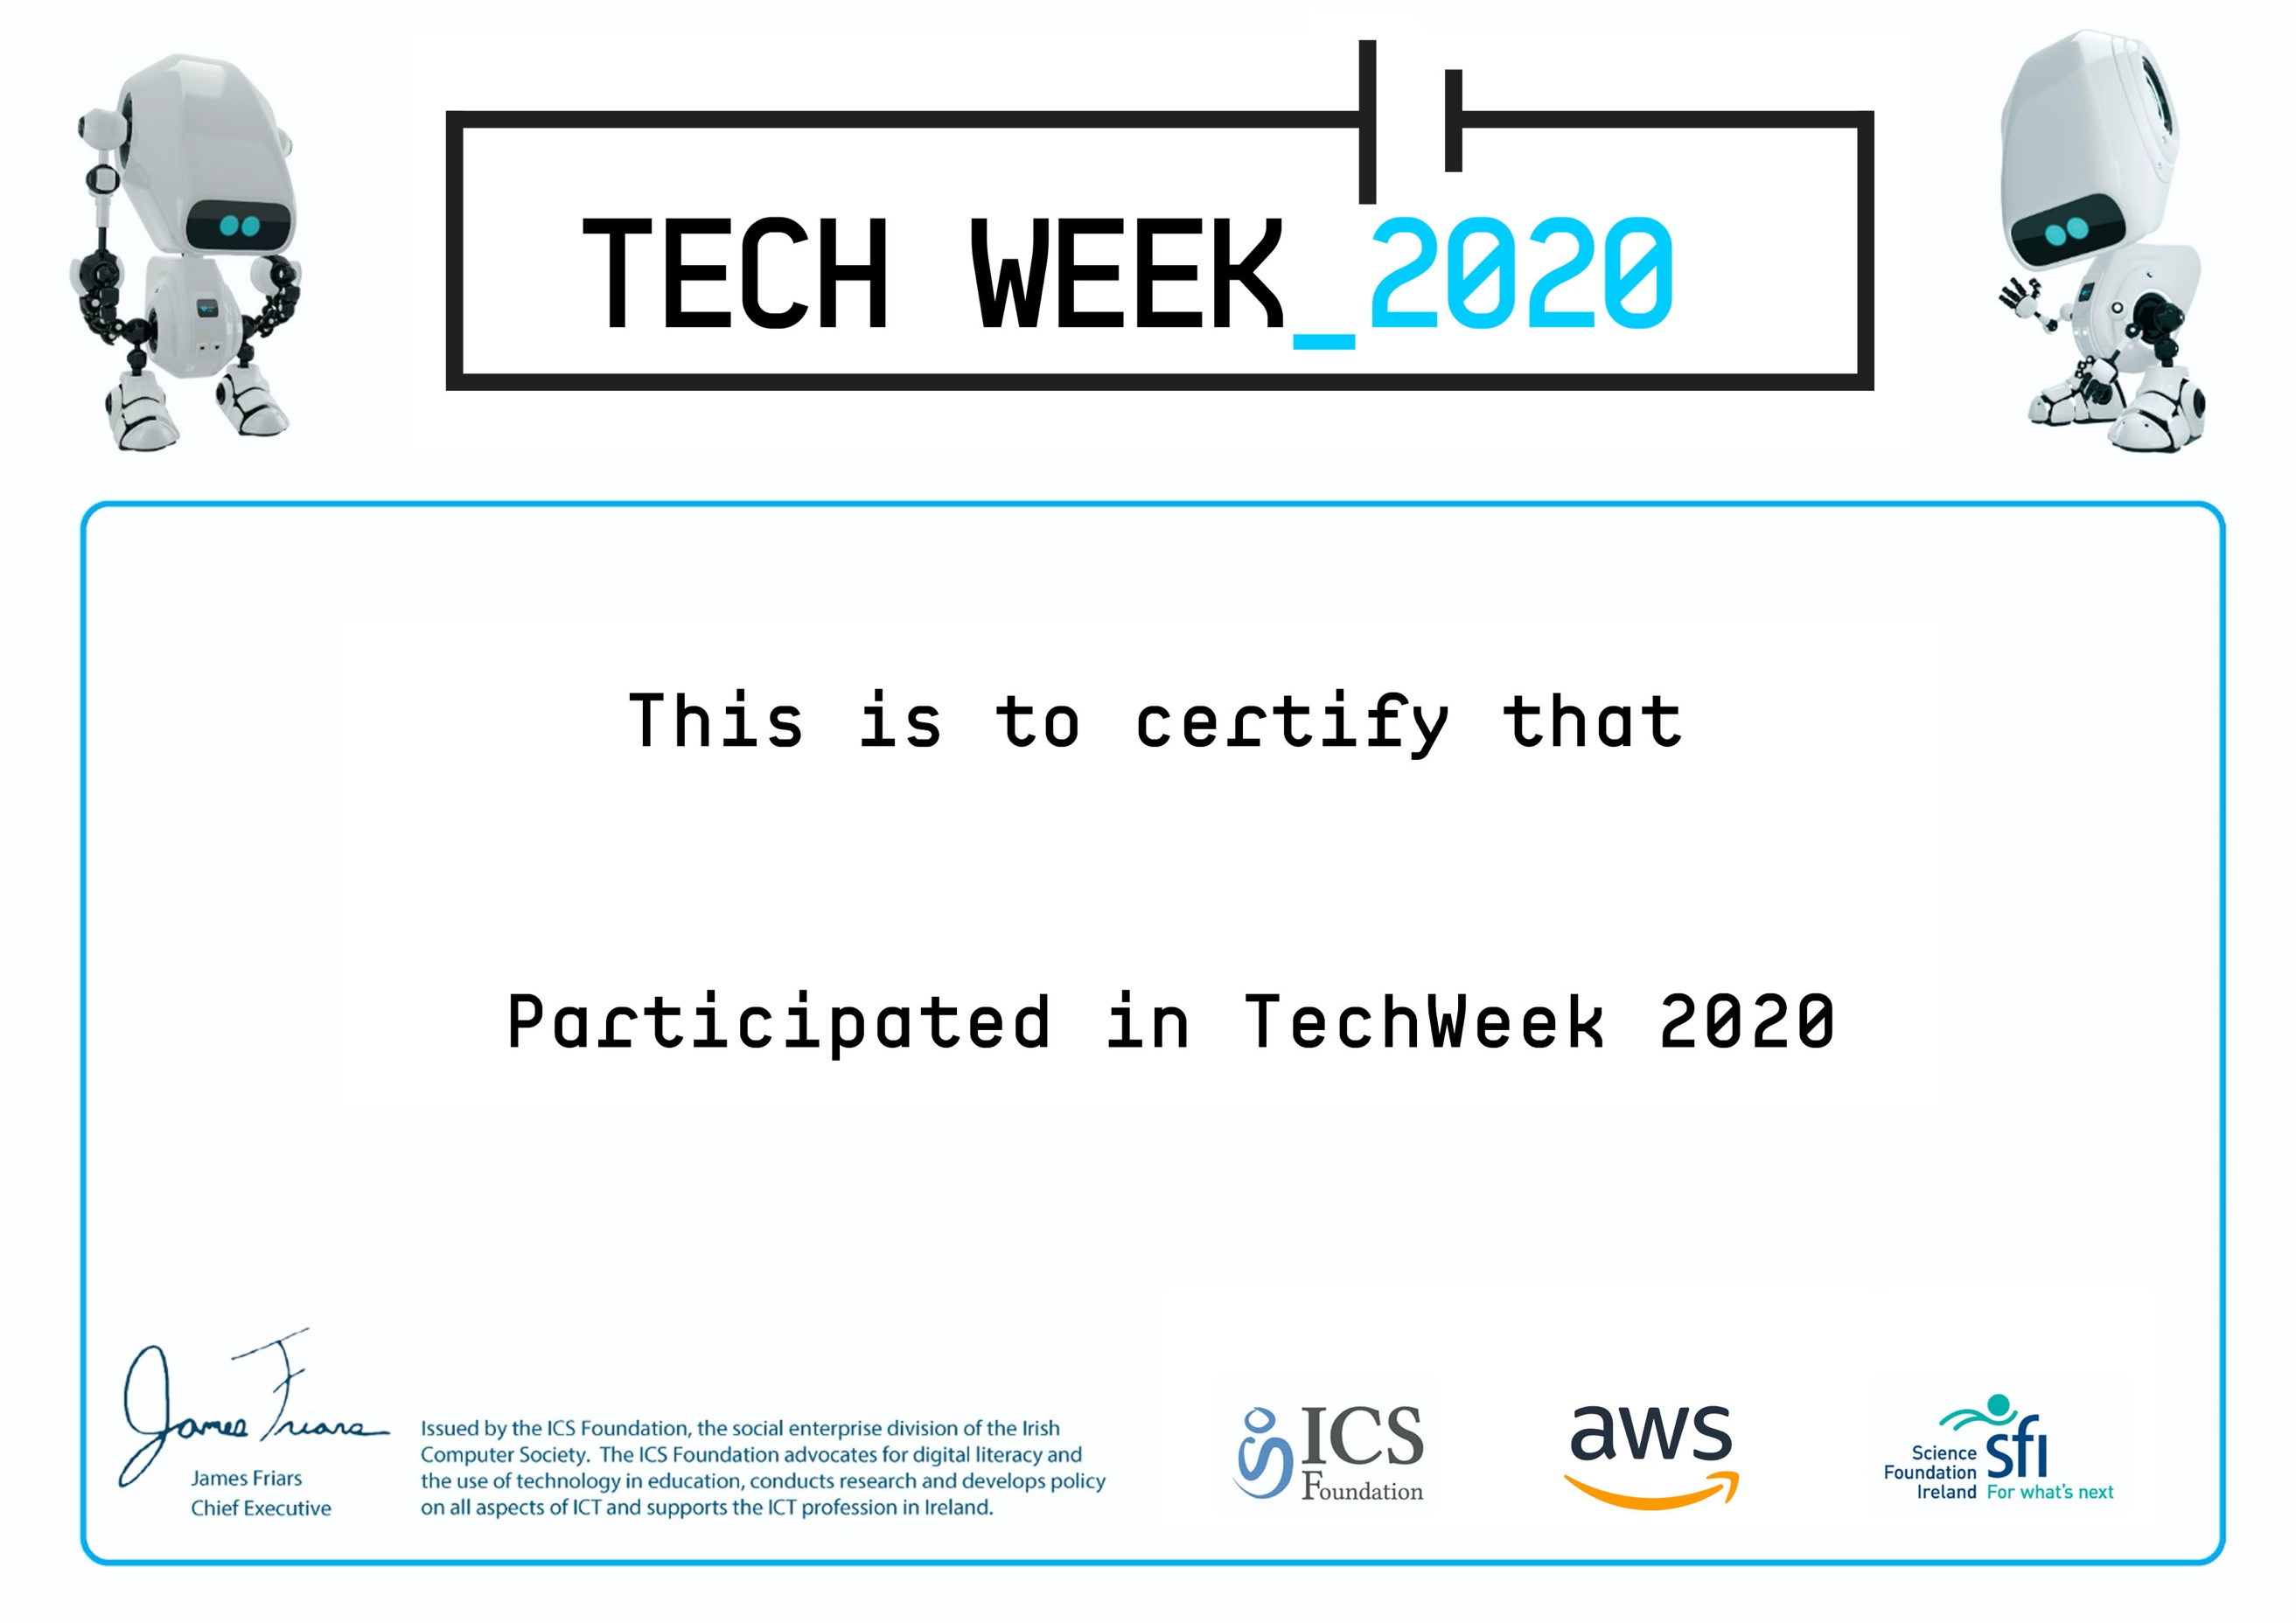 TECH WEEK_2020
This is to certify that
Participated in TechWeek 2020
James Friars
James Friars
Chief Executive
Issued by the ICS Foundation, the social enterprise division of the Irish
Computer Society. The ICS Foundation advocates for digital literacy and
the use of technology in education, conducts research and develops policy
on all aspects of ICT and supports the ICT profession in Ireland.
ICS
Foundation
aws
Science
Foundation
Ireland
sfi
For what's next